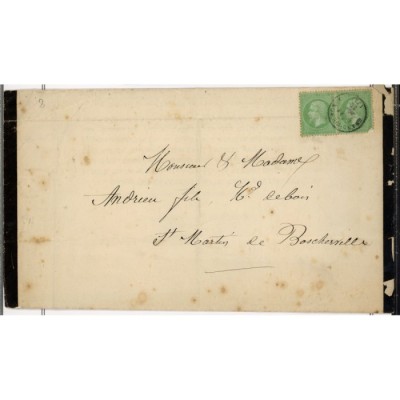 Monsieur & Madame
Andrieu fils Md de bois
St Martin de Boscherville